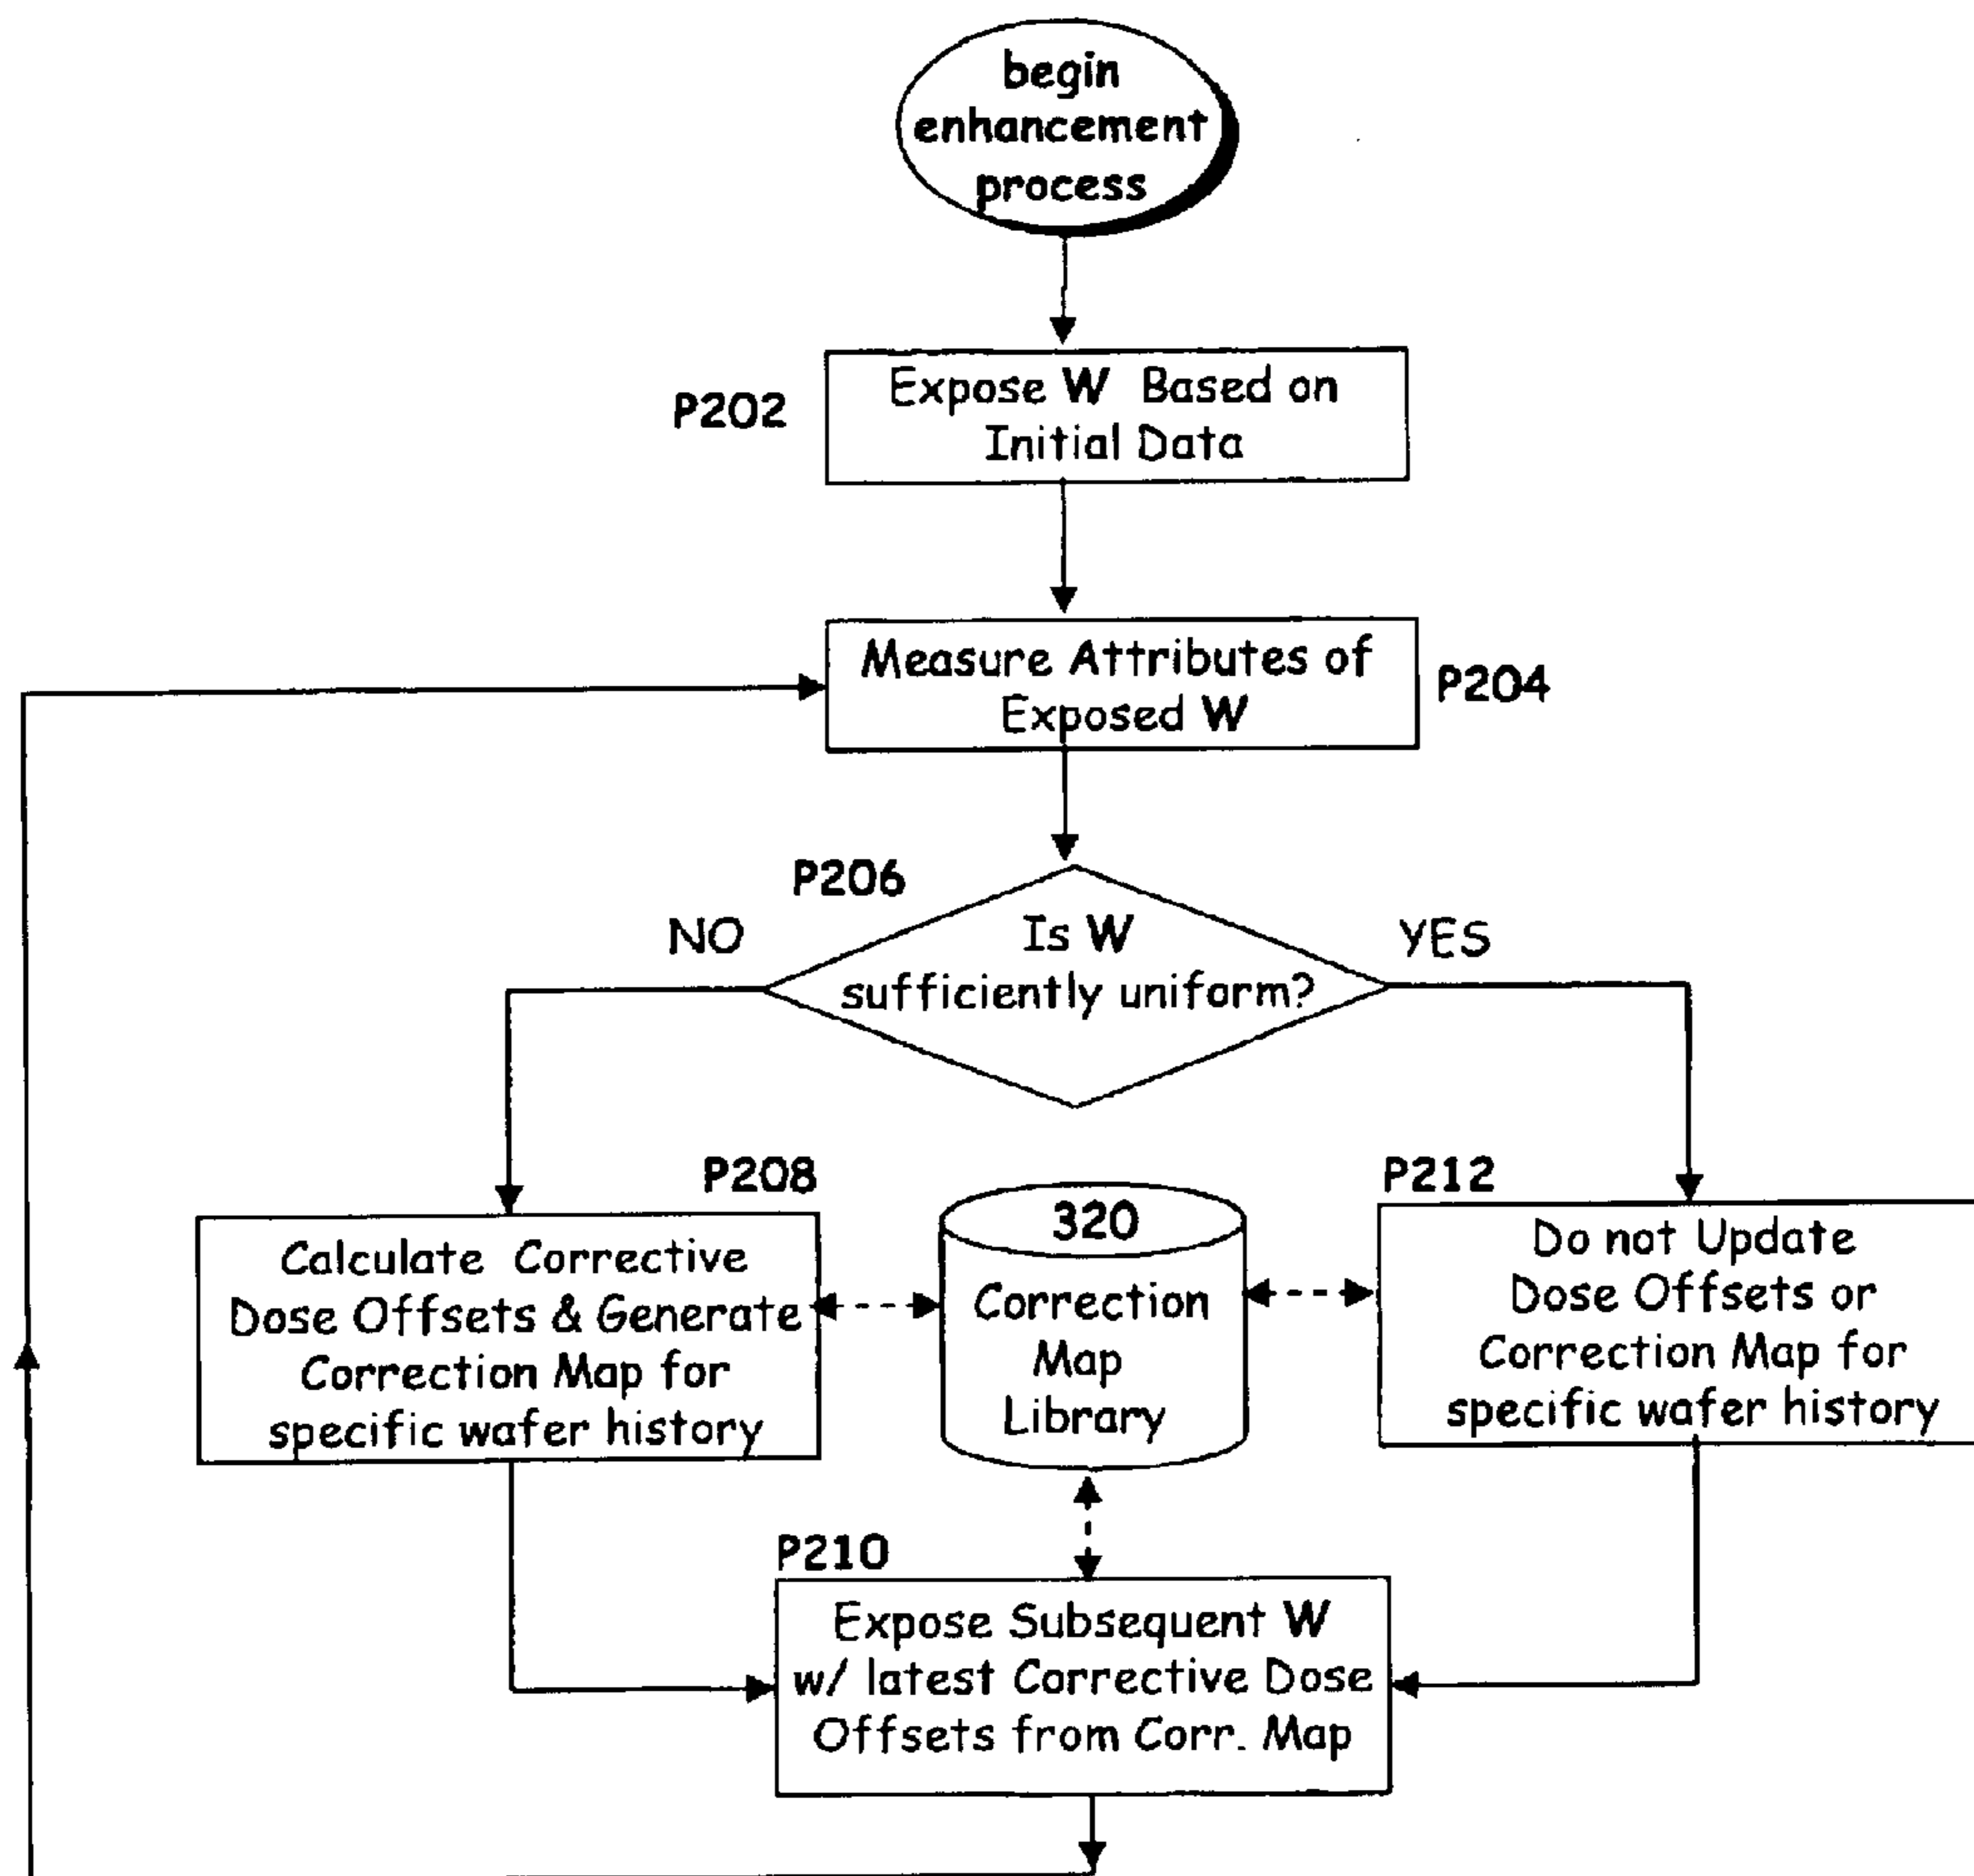 begin
enhancement
process
P202
Expose W Based on
Initial Data
Measure Attributes of
Exposed W
P204
P206
NO
Is W
sufficiently uniform?
YES
P208
Calculate Corrective
Dose Offsets & Generate
Correction Map for
specific wafer history
320
Correction
Map
Library
P212
Do not Update
Dose Offsets or
Correction Map for
specific wafer history
P210
Expose Subsequent W
w/ latest Corrective Dose
Offsets from Corr. Map